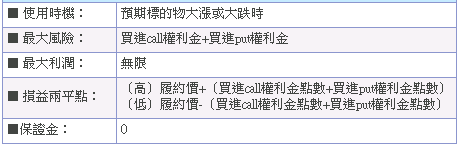 ■ 使用時機： 預期標的物大漲或大跌時
■ 最大風險： 買進call權利金+買進put權利金
■ 最大利潤： 無限
■ 損益兩平點： （高）履約價+（買進call權利金點數+買進put權利金點數）
（低）履約價-（買進call權利金點數+買進put權利金點數）
■保證金： 0